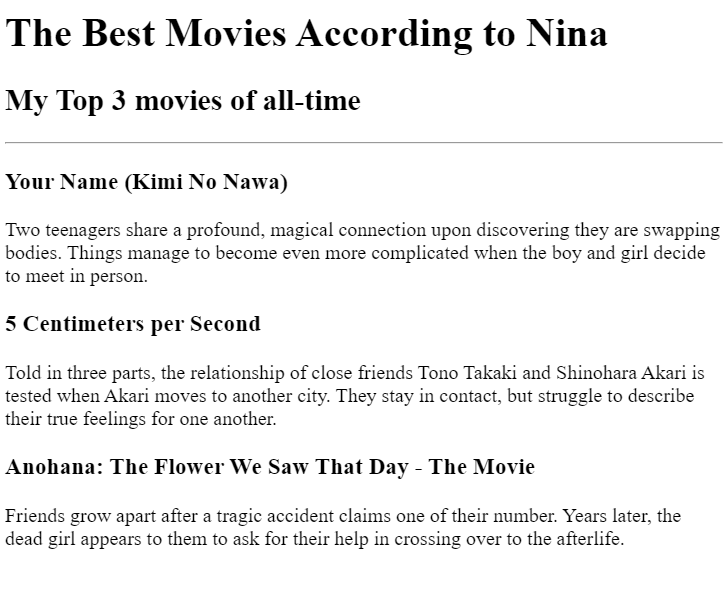 The Best Movies According to Nina
My Top 3 movies of all-time
Your Name (Kimi No Nawa)
Two teenagers share a profound, magical connection upon discovering they are swapping
bodies. Things manage to become even more complicated when the boy and girl decide
to meet in person.
5 Centimeters per Second
Told in three parts, the relationship of close friends Tono Takaki and Shinohara Akari is
tested when Akari moves to another city. They stay in contact, but struggle to describe
their true feelings for one another.
Anohana: The Flower We Saw That Day - The Movie
Friends grow apart after a tragic accident claims one of their number. Years later, the
dead girl appears to them to ask for their help in crossing over to the afterlife.